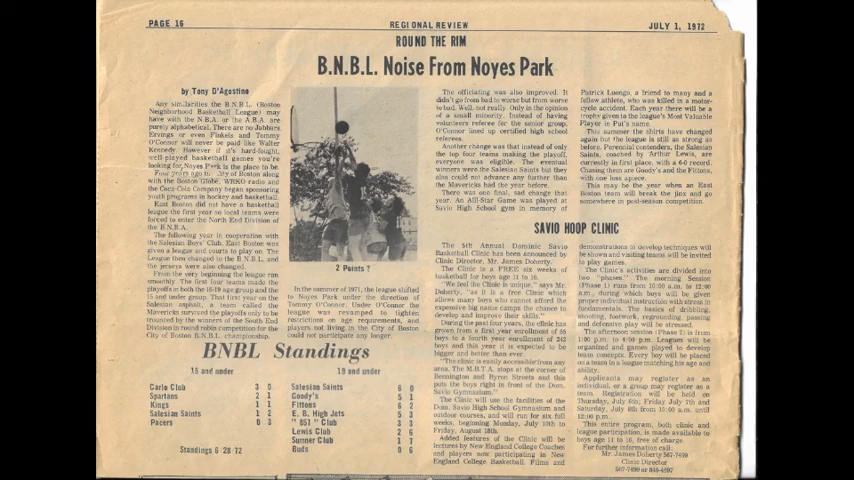 PAGE 16
REGIONAL REVIEW
JULY 1, 1972
ROUND THE RIM
B.N.B.L. Noise From Noyes Park
by Tony D'Agostino
Any similarities the B.N.B.L. (Boston
Neighborhood Basketball League) may
have with the N.B.A. or the A.B.A. are
purely alphabetical. There are no Jabbars
Ervings or even Finkels and Tommy
O'Connor will never be paid like Walter
Kennedy. However if it's hard-fought,
well-played basketball games you're
looking for, Noyes Park is the place to be.
Four years ago the City of Boston along
with the Boston Globe, WRKO radio and
the Coca-Cola Company began sponsoring
youth programs in hockey and basketball.
East Boston did not have a basketball
league the first year so local teams were
forced to enter the North End Division of
the B.N.B.A.
The following year in cooperation with
the Salesian Boys' Club, East Boston was
given a league and courts to play on. The
League then changed to the B.N.B.L. and
the jerseys were also changed.
From the very beginning the league ran
smoothly. The first four teams made the
playoffs in both the 16-19 age group and the
15 and under group. That first year on the
Salesian asphalt, a team called the
Mavericks survived the playoffs only to be
trounced by the winners of the South End
Division in round robin competition for the
City of Boston B.N.B.L. championship.
2 Points ?
In the summer of 1971, the league shifted
to Noyes Park under the direction of
Tommy O'Connor. Under O'Connor the
league was revamped to tighten
restrictions on age requirements, and
players not living in the City of Boston
could not participate any longer.
The officiating was also improved. It
didn't go from bad to worse but from worse
to bad. Well, not really. Only in the opinion
of a small minority. Instead of having
volunteers referee for the senior group,
O'Connor lined up certified high school
referees.
Another change was that instead of only
the top four teams making the playoff,
everyone was eligible. The eventual
winners were the Salesian Saints but they
also could not advance any further than
the Mavericks had the year before.
There was one final, sad change that
year. An All-Star Game was played at
Savio High School gym in memory of
Patrick Luongo, a friend to many and a
fellow athlete, who was killed in a motor-
cycle accident. Each year there will be a
trophy given to the league's Most Valuable
Player in Pat's name.
This summer the shirts have changed
again but the league is still as strong as
before. Perennial contenders, the Salesian
Saints, coached by Arthur Lewis, are
currently in first place, with a 6-0 record.
Chasing them are Goody's and the Fittons,
with one loss apiece.
This may be the year when an East
Boston team will break the jinx and go
somewhere in post-season competition.
BNBL Standings
15 and under
Carlo Club 3 0
Spartans 2 1
Kings 1 1
Salesian Saints 1 2
Pacers 0 3
Standings 6 28 72
19 and under
Salesian Saints 6 0
Goody's 5 1
Fittons 6 2
E. B. High Jets 5 3
" 851 " Club 3 3
Lewis Club 2 6
Sumner Club 1 7
Buds 0 6
SAVIO HOOP CLINIC
The 5th Annual Dominic Savio
Basketball Clinic has been announced by
Clinic Director, Mr. James Doherty.
The Clinic is a FREE six weeks of
basketball for boys age 11 to 16.
"We feel the Clinic is unique," says Mr.
Doherty, "as it is a free Clinic which
allows many boys who cannot afford the
expensive big name camps the chance to
develop and improve their skills."
During the past four years, the clinic has
grown from a first year enrollment of 65
boys to a fourth year enrollment of 242
boys and this year it is expected to be
bigger and better than ever.
"The clinic is easily accessible from any
area. The M.B.T.A. stops at the corner of
Bennington and Byron Streets and this
puts the boys right in front of the Dom.
Savio Gymnasium."
The Clinic will use the facilities of the
Dom. Savio High School Gymnasium and
outdoor courses, and will run for six full
weeks, beginning Monday, July 10th to
Friday, August 18th.
Added features of the Clinic will be
lectures by New England College Coaches
and players now participating in New
England College Basketball. Films and
demonstrations to develop techniques will
be shown and visiting teams will be invited
to play games.
The Clinic's activities are divided into
two "phases." The morning Session
(Phase 1) runs from 10:00 a.m. to 12:00
a.m., during which boys will be given
proper individual instruction with stress in
fundamentals. The basics of dribbling,
shooting, footwork, regrounding, passing
and defensive play will be stressed.
The afternoon session (Phase 2) is from
1:00 p.m. to 4:00 p.m. Leagues will be
organized and games played to develop
team concepts. Every boy will be placed
on a team in a league matching his age and
ability.
Applicants may register as an
individual, or a group may register as a
team. Registration will be held on
Thursday, July 6th; Friday July 7th and
Saturday, July 8th from 10:00 a.m. until
12:00 p.m.
This entire program, both clinic and
league participation, is made available to
boys age 11 to 16, free of charge.
For further information call:
Mr. James Doherty 567-7499
Clinic Director
567-7499 or